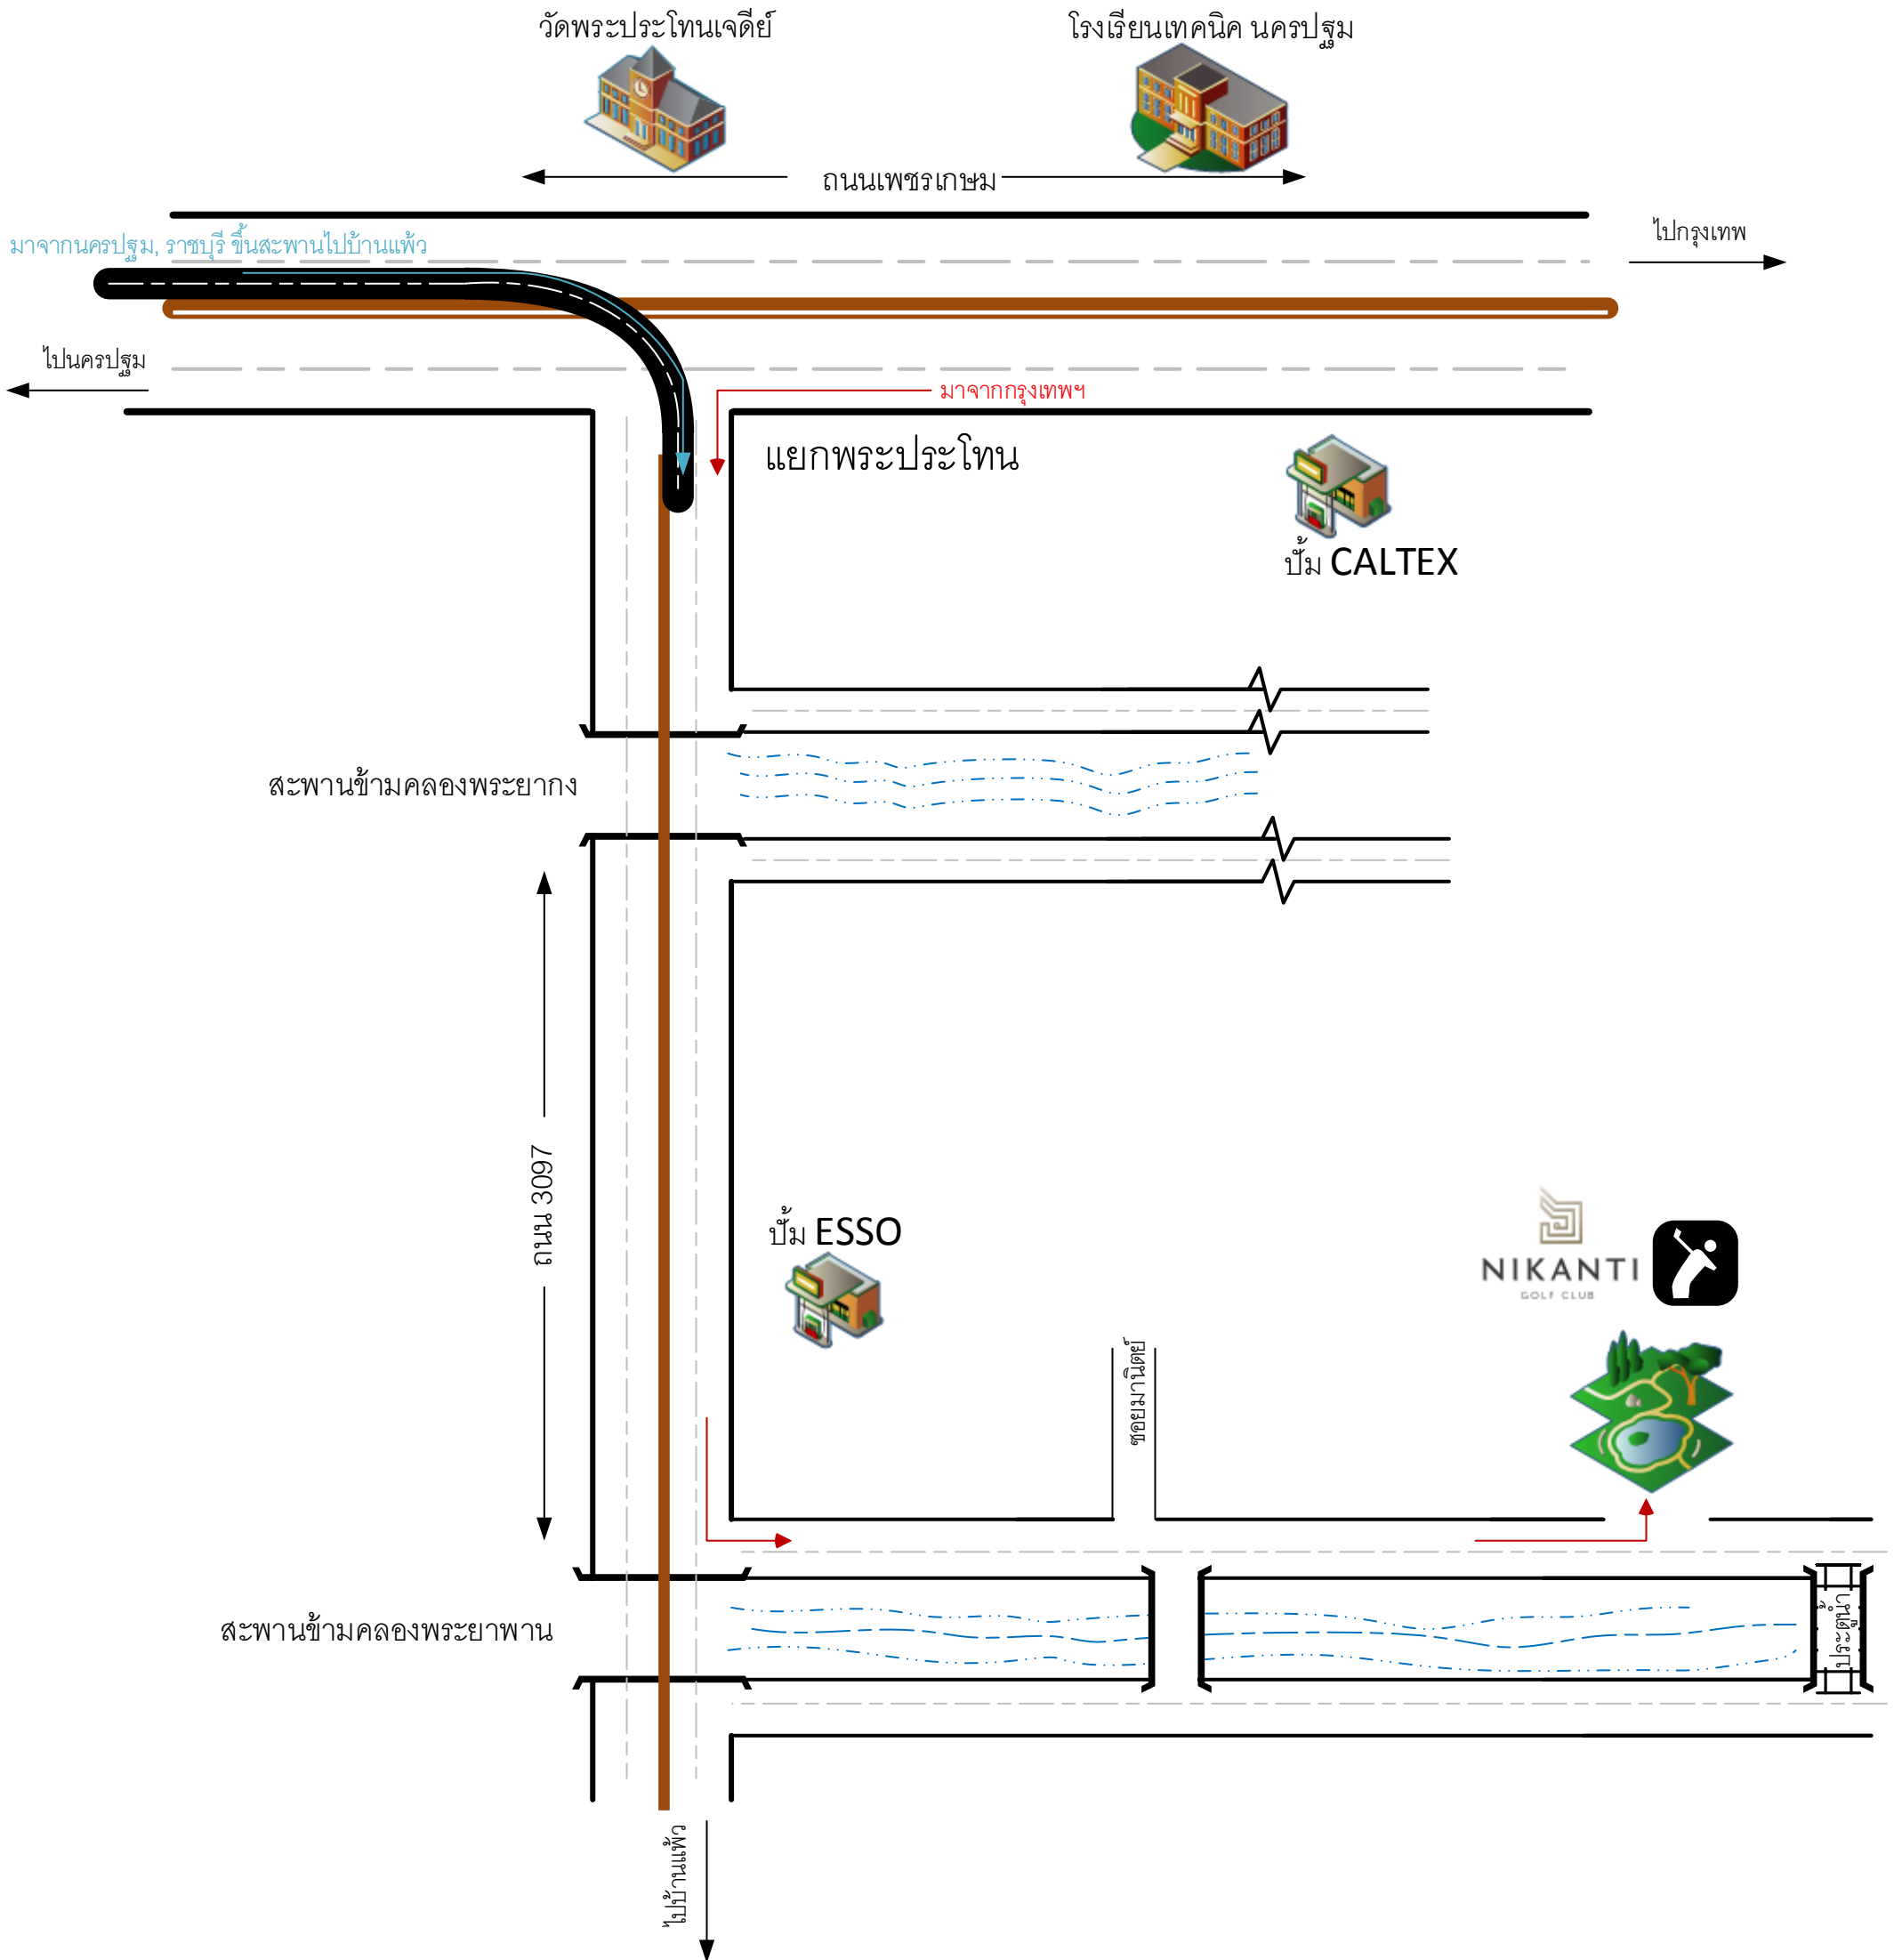 วัดพระประโทนเจดีย์
โรงเรียนเทคนิค นครปฐม
ถนนเพชรเกษม
ไปกรุงเทพ
มาจากนครปฐม, ราชบุรี ขึ้นสะพานไปบ้านแพ้ว
ไปนครปฐม
มาจากกรุงเทพฯ
แยกพระประโทน
ปั๊ม CALTEX
สะพานข้ามคลองพระยากง
ถนน 3097
ปั๊ม ESSO
NIKANTI
GOLF CLUB
ซอยมานิตย์
สะพานข้ามคลองพระยาพาน
ประตูน้ำ
ไปบ้านแพ้ว